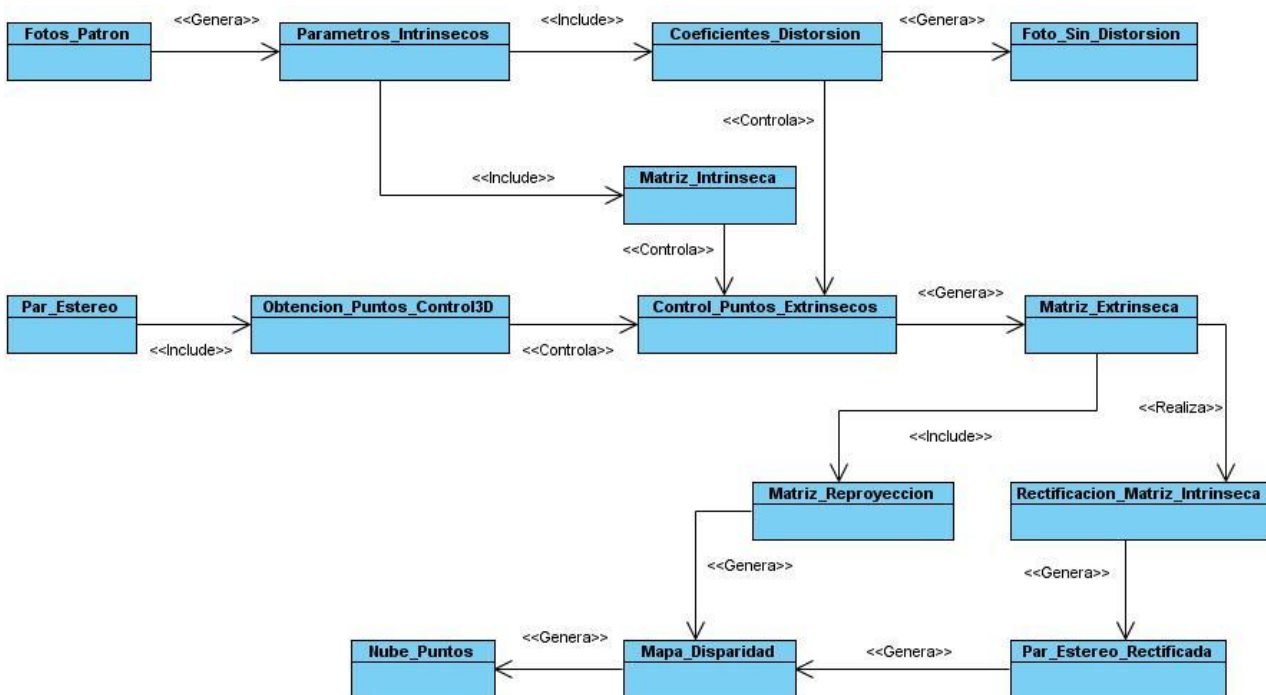 <<Genera>>
<<Include>>
<<Genera>>
Fotos_Patron
Parametros_Intrinsecos
Coeficientes_Distorsion
Foto_Sin_Distorsion
<<Controla>>
<<Include>>
Matriz_Intrinseca
<<Controla>>
<<Genera>>
Par_Estereo
Obtencion_Puntos_Control3D
Control_Puntos_Extrinsecos
Matriz_Extrinseca
<<Include>>
<<Controla>>
<<Realiza>>
<<Include>>
Matriz_Reproyeccion
Rectificacion_Matriz_Intrinseca
<<Genera>>
<<Genera>>
<<Genera>>
<<Genera>>
Nube_Puntos
Mapa_Disparidad
Par_Estereo_Rectificada